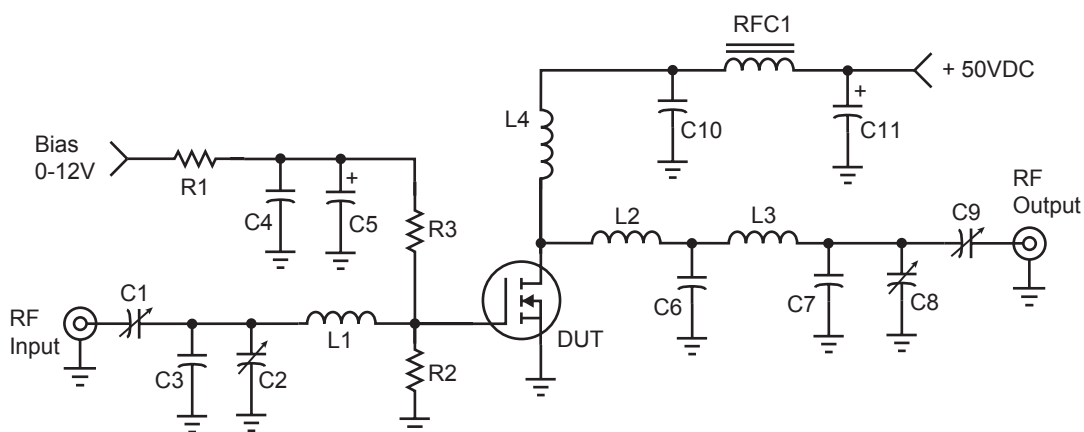 RFC1
+ 50VDC
L4
C10
+
C11
Bias
0-12V
R1
C4
+
C5
R3
L2
L3
C9
RF
Output
C6
C7
C8
DUT
RF
Input
C1
L1
C3
C2
R2